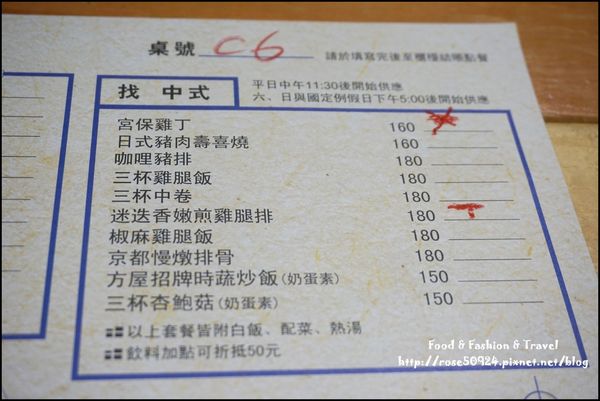 桌號 C6 請於填寫完後至櫃檯結帳點餐
找 中式
平日中午11:30後開始供應
六、日與國定例假日下午5:00後開始供應
宮保雞丁 160
日式豬肉壽喜燒 160
咖哩豬排 180
三杯雞腿飯 180
三杯中卷 180
迷迭香嫩煎雞腿排 180
椒麻雞腿飯 180
京都慢燉排骨 180
方屋招牌時蔬炒飯(奶蛋素) 150
三杯杏鮑菇(奶蛋素) 150
以上套餐皆附白飯、配菜、熱湯
飲料加點可折抵50元
Food & Fashion & Travel
http://rose50924.pixnet.net/blog